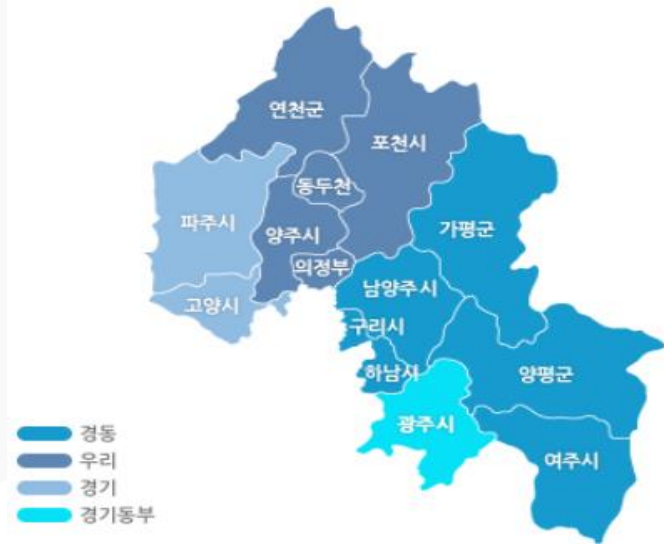 연천군
포천시
동두천
파주시
양주시
가평군
의정부
남양주시
고양시
구리시
하남시
양평군
광주시
여주시
경동
우리
경기
경기동부